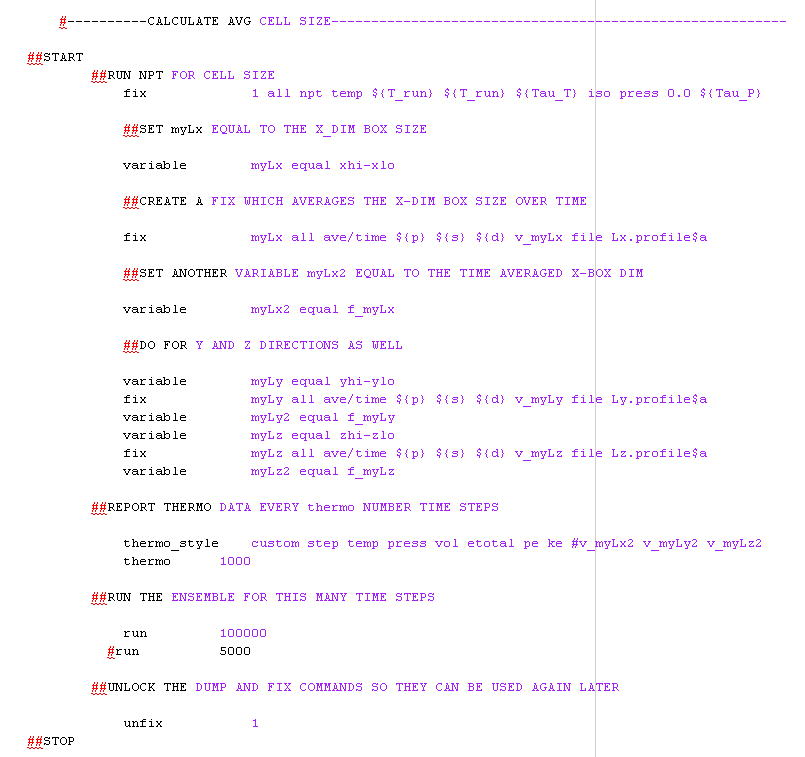 #----------CALCULATE AVG CELL SIZE---------------------------------------------------------
##START
##RUN NPT FOR CELL SIZE
fix 1 all npt temp ${T_run} ${T_run} ${Tau_T} iso press 0.0 ${Tau_P}
##SET myLx EQUAL TO THE X_DIM BOX SIZE
variable myLx equal xhi-xlo
##CREATE A FIX WHICH AVERAGES THE X-DIM BOX SIZE OVER TIME
fix myLx all ave/time ${p} ${s} ${d} v_myLx file Lx.profile$a
##SET ANOTHER VARIABLE myLx2 EQUAL TO THE TIME AVERAGED X-BOX DIM
variable myLx2 equal f_myLx
##DO FOR Y AND Z DIRECTIONS AS WELL
variable myLy equal yhi-ylo
fix myLy all ave/time ${p} ${s} ${d} v_myLy file Ly.profile$a
variable myLy2 equal f_myLy
variable myLz equal zhi-zlo
fix myLz all ave/time ${p} ${s} ${d} v_myLz file Lz.profile$a
variable myLz2 equal f_myLz
##REPORT THERMO DATA EVERY thermo NUMBER TIME STEPS
thermo_style custom step temp press vol etotal pe ke #v_myLx2 v_myLy2 v_myLz2
thermo 1000
##RUN THE ENSEMBLE FOR THIS MANY TIME STEPS
run 100000
#run 5000
##UNLOCK THE DUMP AND FIX COMMANDS SO THEY CAN BE USED AGAIN LATER
unfix 1
##STOP